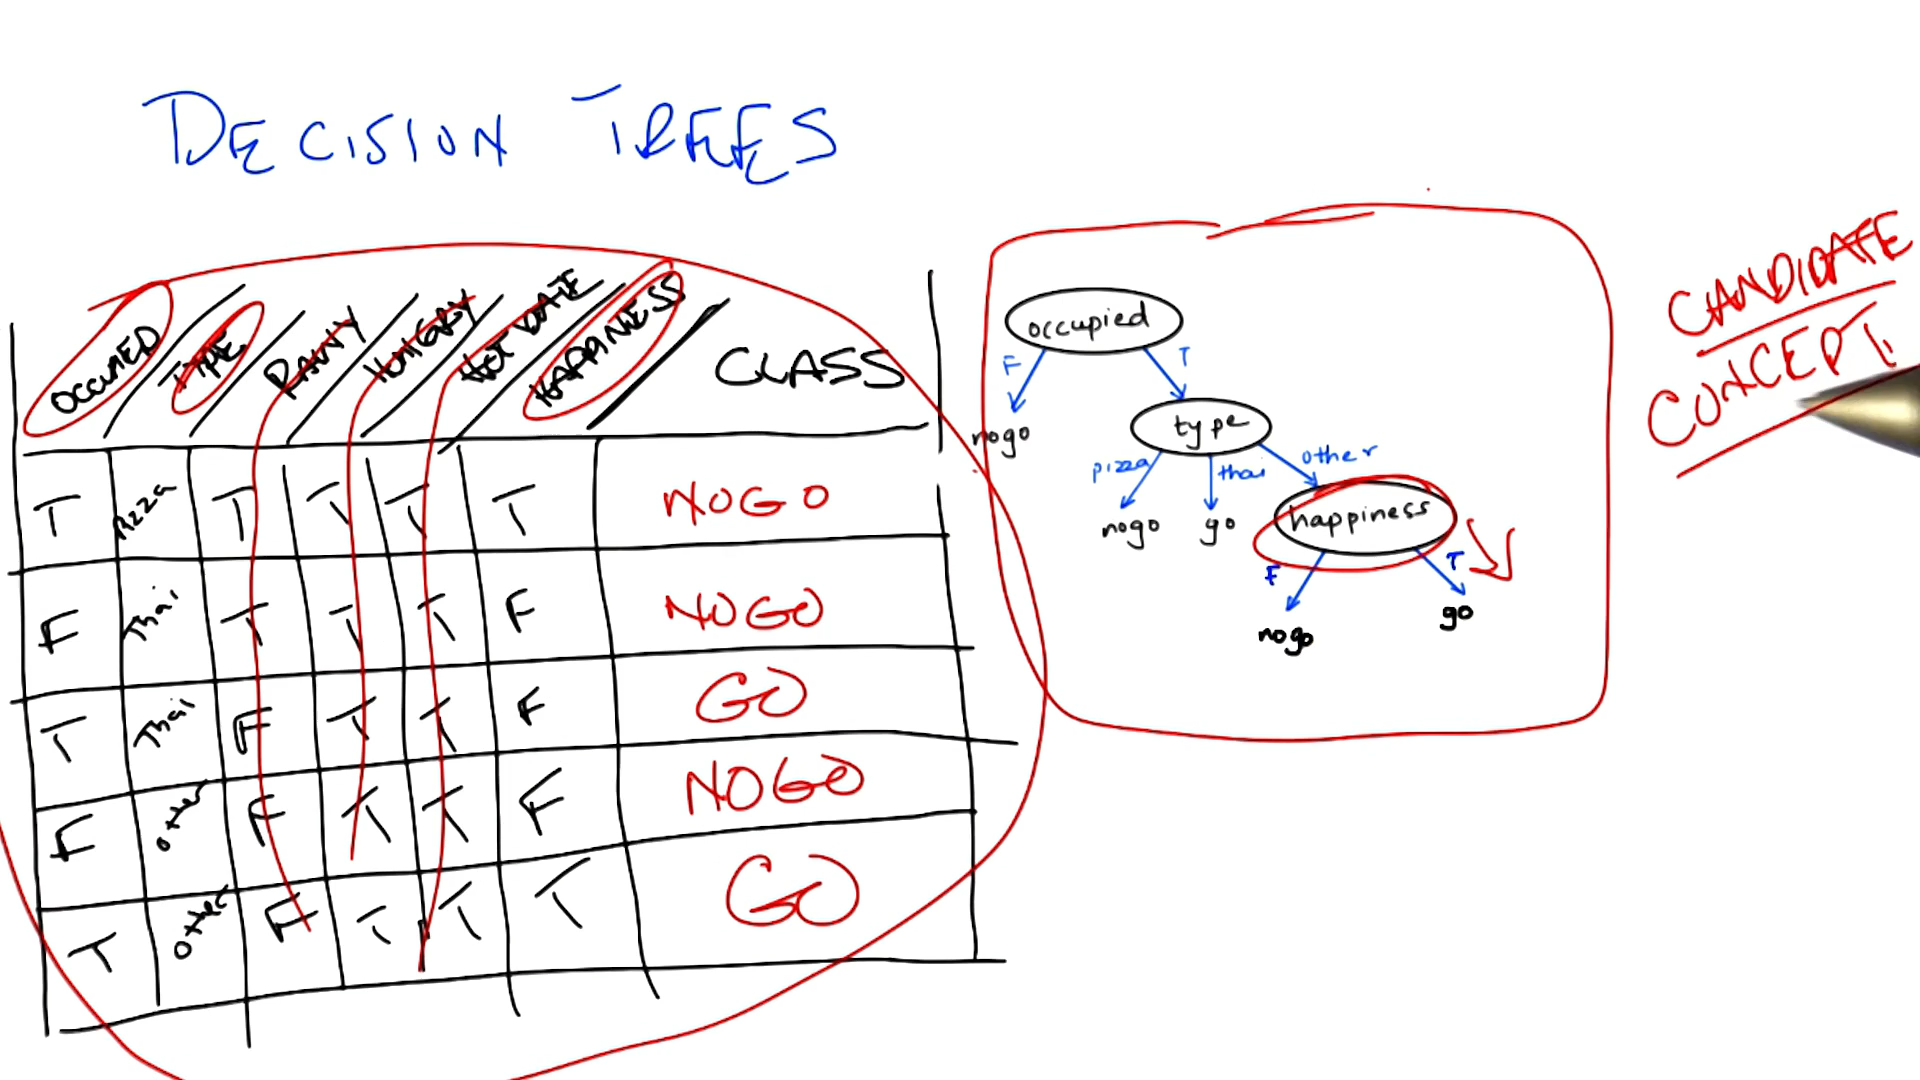 DECISION TREES
OCCUPIED TYPE RAINY HUNGRY HOT DATE HAPPINESS CLASS
T Pizza T T T T NOGO
F Thai T T T F NOGO
T Thai F T T F GO
F other F T T F NOGO
T other F T T T GO
occupied
F T
nogo type
pizza thai other
nogo go happiness
F T
nogo go
CANDIDATE
CONCEPT.